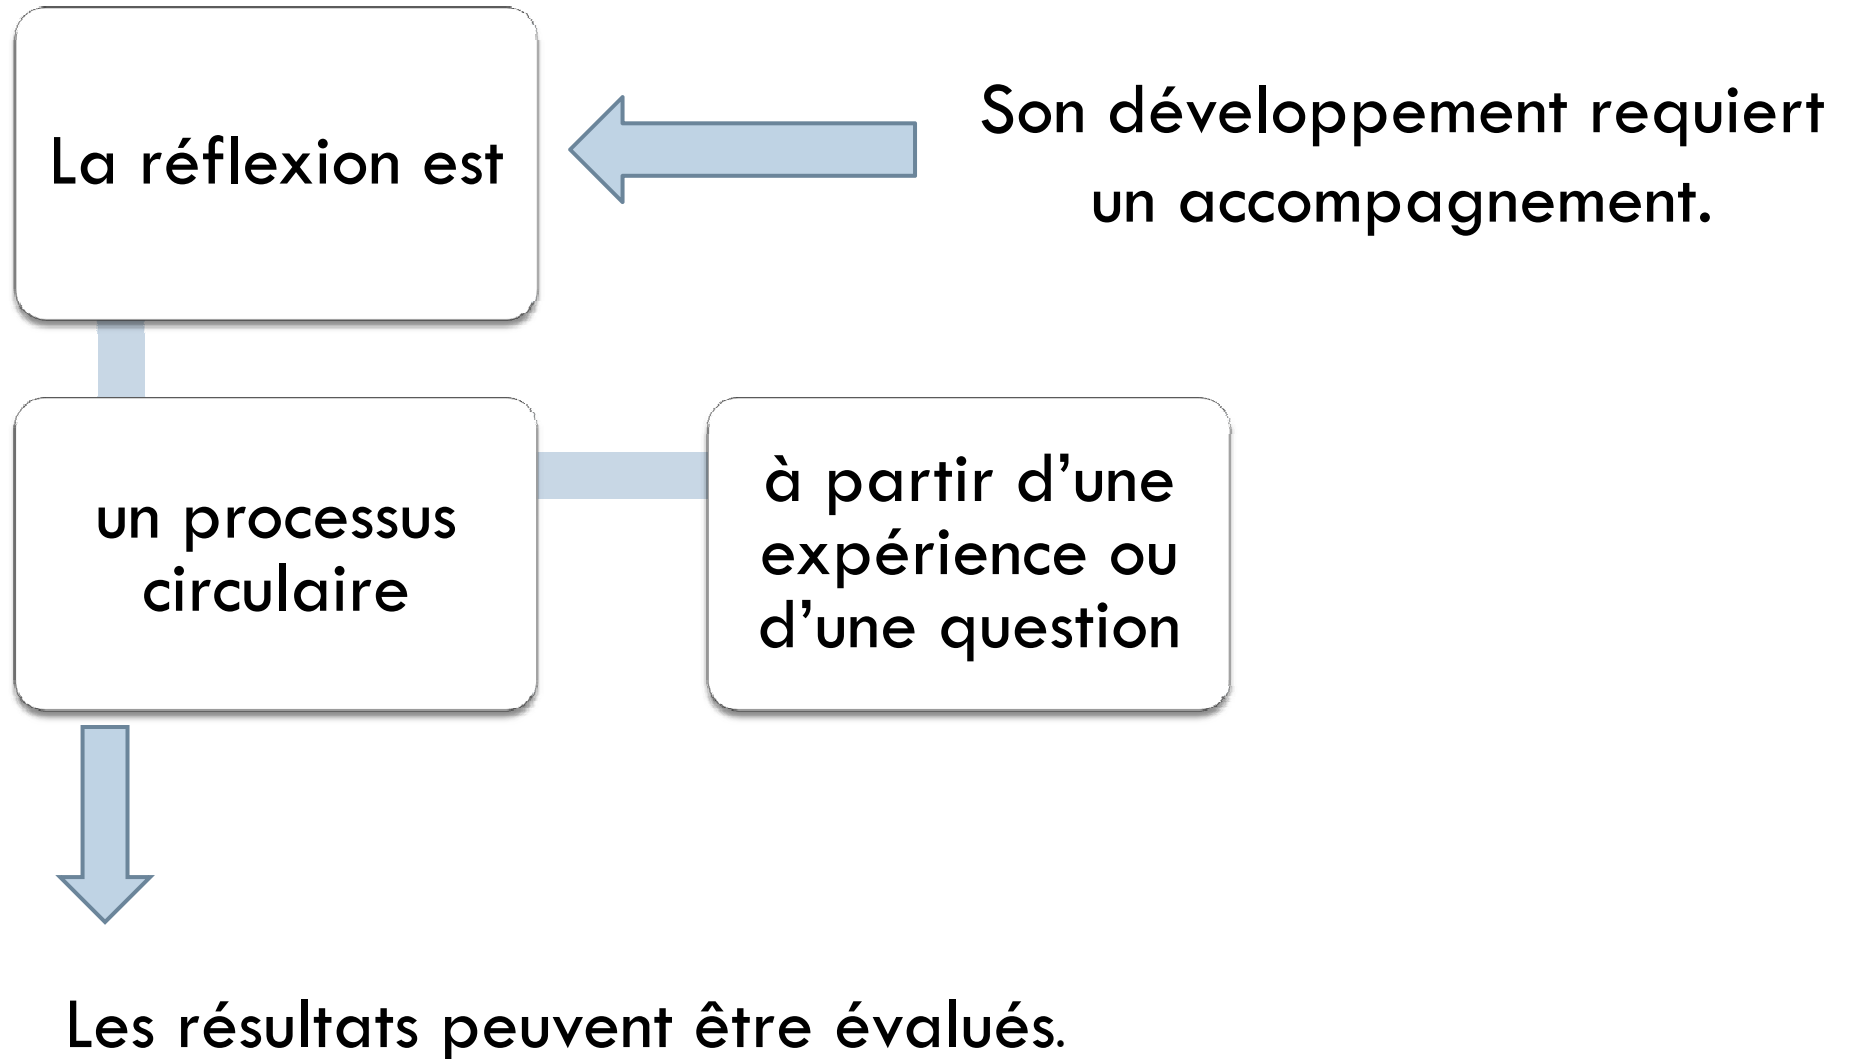 La réflexion est
Son développement requiert
un accompagnement.
un processus
circulaire
à partir d’une
expérience ou
d’une question
Les résultats peuvent être évalués.